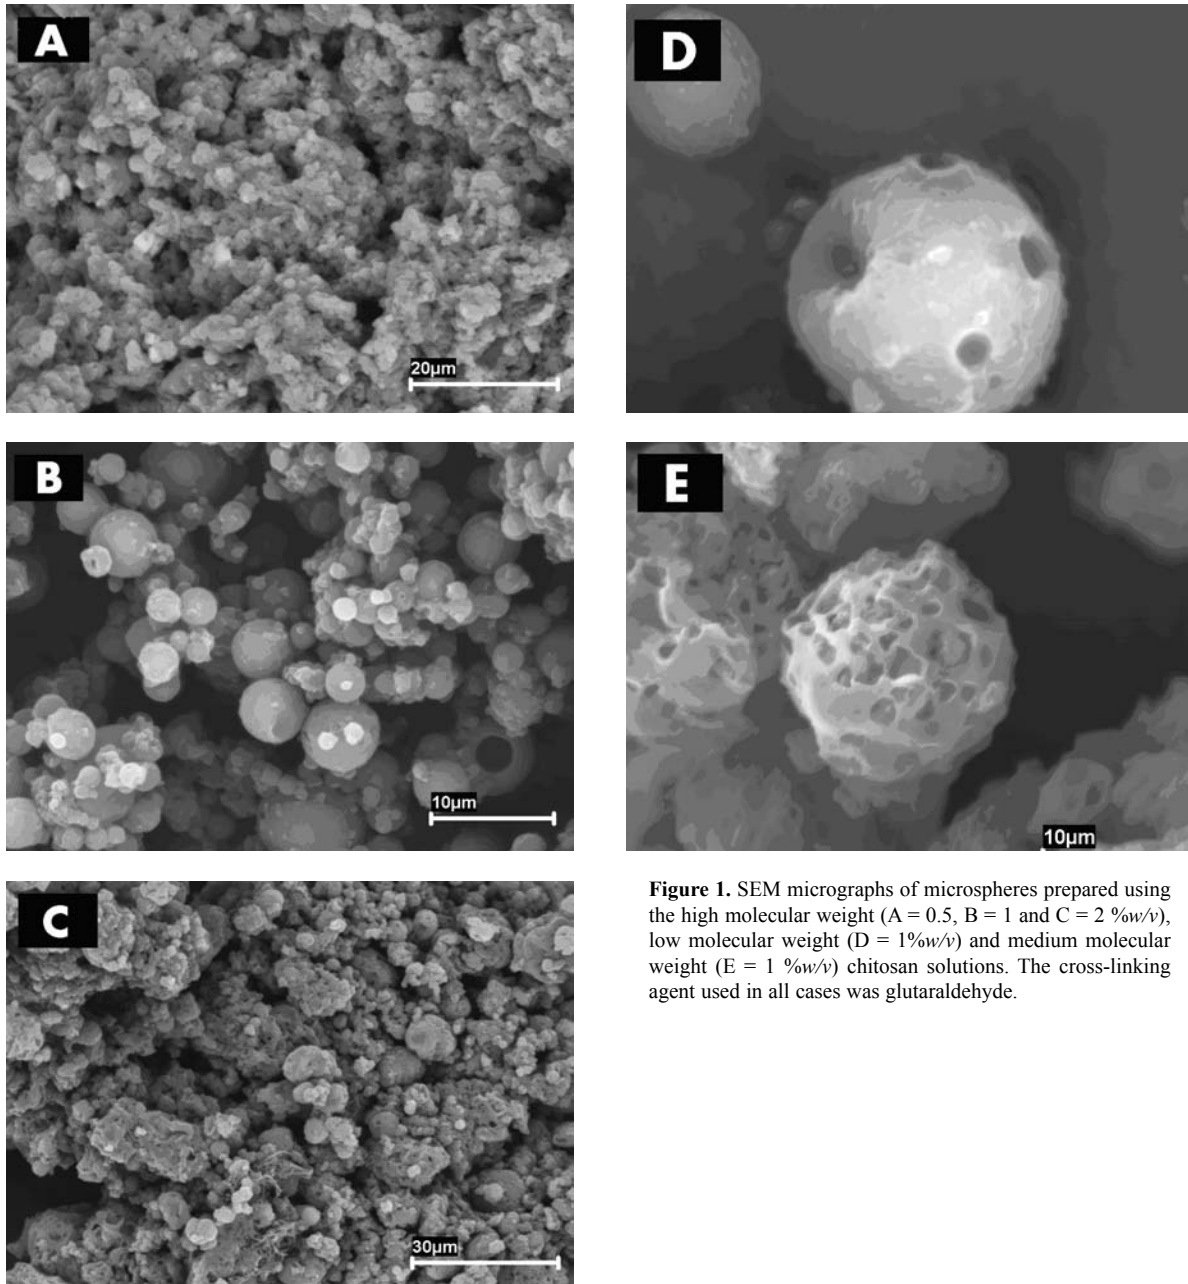 A
20µm
B
10µm
C
30µm
D
E
10µm
Figure 1. SEM micrographs of microspheres prepared using
the high molecular weight (A = 0.5, B = 1 and C = 2 %w/v),
low molecular weight (D = 1%w/v) and medium molecular
weight (E = 1 %w/v) chitosan solutions. The cross-linking
agent used in all cases was glutaraldehyde.